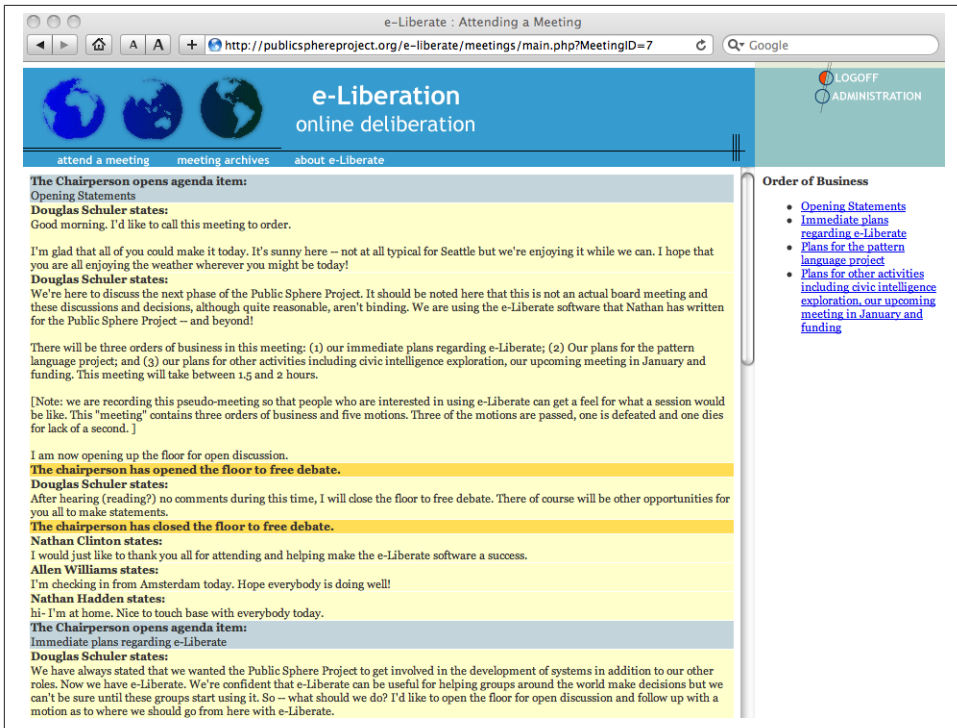 e-Liberate : Attending a Meeting
A A + http://publicsphereproject.org/e-liberate/meetings/main.php?MeetingID=7 Google
e-Liberation
online deliberation
LOGOFF
ADMINISTRATION
attend a meeting meeting archives about e-Liberate
The Chairperson opens agenda item:
Opening Statements
Douglas Schuler states:
Good morning. I'd like to call this meeting to order.
I'm glad that all of you could make it today. It's sunny here -- not at all typical for Seattle but we're enjoying it while we can. I hope that
you are all enjoying the weather wherever you might be today!
Douglas Schuler states:
We're here to discuss the next phase of the Public Sphere Project. It should be noted here that this is not an actual board meeting and
these discussions and decisions, although quite reasonable, aren't binding. We are using the e-Liberate software that Nathan has written
for the Public Sphere Project -- and beyond!
There will be three orders of business in this meeting: (1) our immediate plans regarding e-Liberate; (2) Our plans for the pattern
language project; and (3) our plans for other activities including civic intelligence exploration, our upcoming meeting in January and
funding. This meeting will take between 1.5 and 2 hours.
[Note: we are recording this pseudo-meeting so that people who are interested in using e-Liberate can get a feel for what a session would
be like. This "meeting" contains three orders of business and five motions. Three of the motions are passed, one is defeated and one dies
for lack of a second. ]
I am now opening up the floor for open discussion.
The chairperson has opened the floor to free debate.
Douglas Schuler states:
After hearing (reading?) no comments during this time, I will close the floor to free debate. There of course will be other opportunities for
you all to make statements.
The chairperson has closed the floor to free debate.
Nathan Clinton states:
I would just like to thank you all for attending and helping make the e-Liberate software a success.
Allen Williams states:
I'm checking in from Amsterdam today. Hope everybody is doing well!
Nathan Hadden states:
hi- I'm at home. Nice to touch base with everybody today.
The Chairperson opens agenda item:
Immediate plans regarding e-Liberate
Douglas Schuler states:
We have always stated that we wanted the Public Sphere Project to get involved in the development of systems in addition to our other
roles. Now we have e-Liberate. We're confident that e-Liberate can be useful for helping groups around the world make decisions but we
can't be sure until these groups start using it. So -- what should we do? I'd like to open the floor for open discussion and follow up with a
motion as to where we should go from here with e-Liberate.
Order of Business
Opening Statements
Immediate plans
regarding e-Liberate
Plans for the pattern
language project
Plans for other activities
including civic intelligence
exploration, our upcoming
meeting in January and
funding